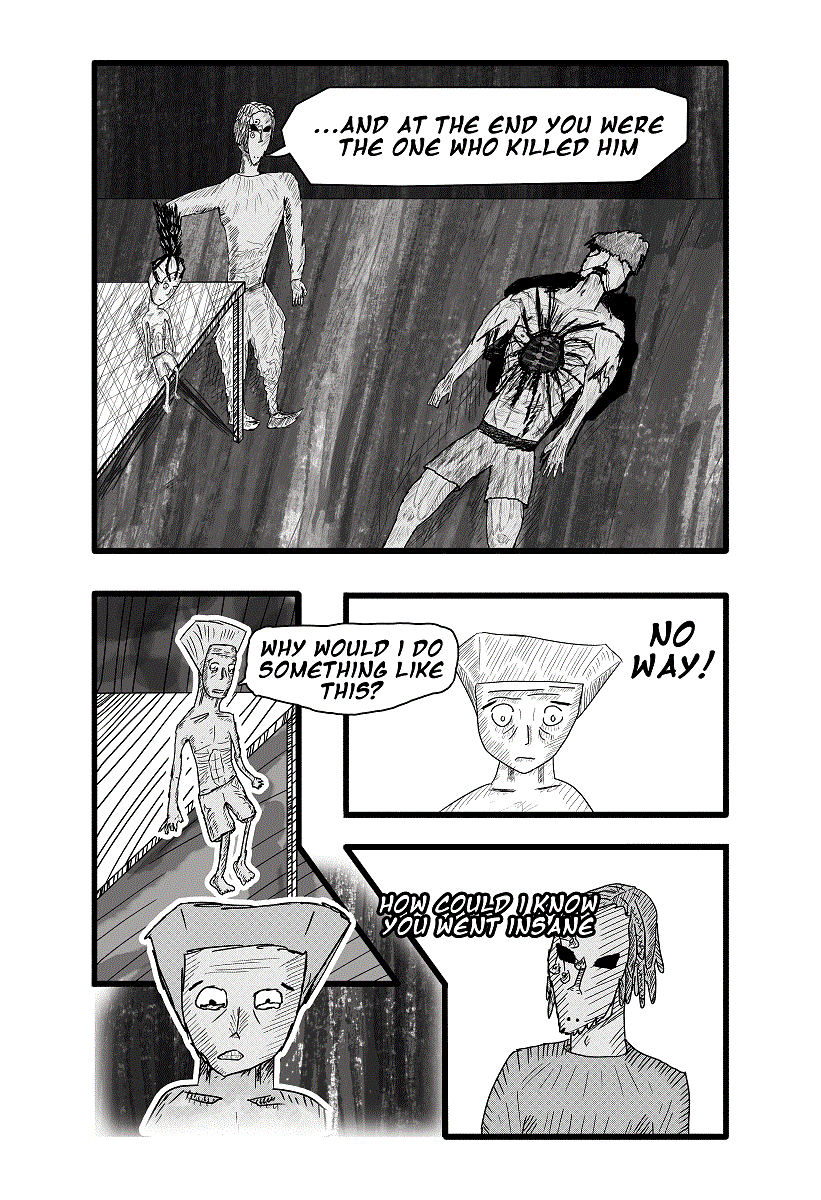 ...AND AT THE END YOU WERE
THE ONE WHO KILLED HIM
WHY WOULD I DO
SOMETHING LIKE
THIS?
NO
WAY!
HOW COULD I KNOW
YOU WENT INSANE